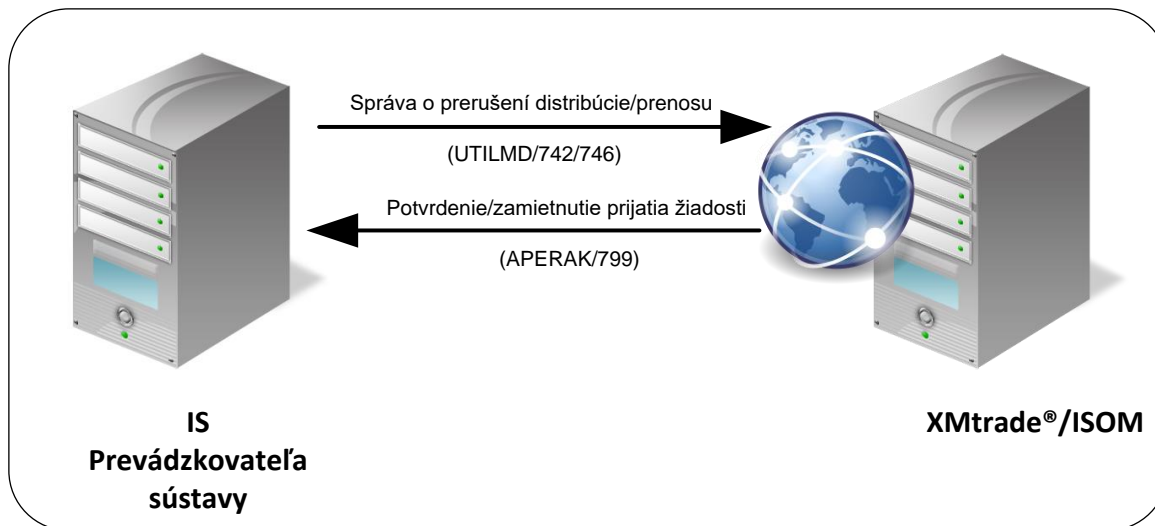 Správa o prerušení distribúcie/prenosu
(UTILMD/742/746)
Potvrdenie/zamietnutie prijatia žiadosti
(APERAK/799)
IS
Prevádzkovateľa
sústavy
XMtrade®/ISOM